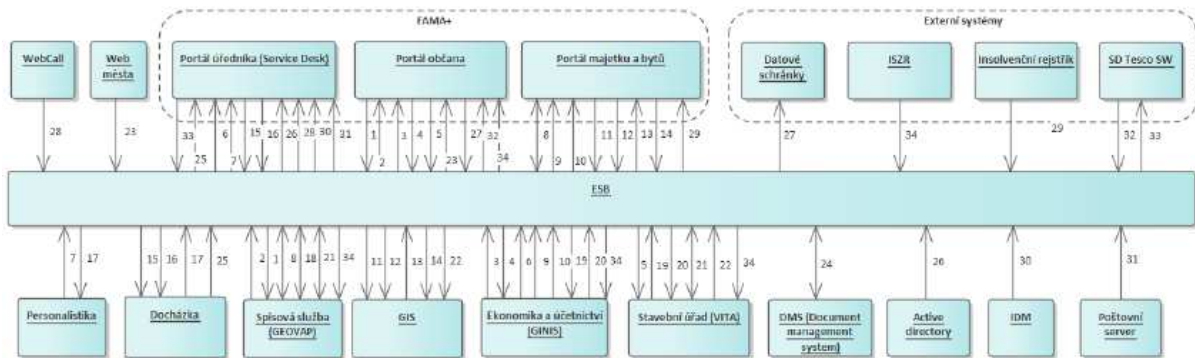 EAMA+
Externí systémy
WebCall
Web
města
Portál úředníka (Service Desk)
Portál občana
Portál majetku a bytů
Datové
schránky
ISZR
Insolvenční rejstřík
SD Tesco SW
28
23
33
25
6
7
15
16
26
28
30
31
1
2
3
4
5
23
27
32
34
8
9
10
11
12
13
14
29
27
34
29
32
33
ESB
7
17
15
16
17
25
2
1
8
18
21
34
11
12
13
14
22
3
4
6
9
10
19
20
34
5
19
20
21
22
34
24
26
30
31
Personalistika
Docházka
Spisová služba
(GEOVAP)
GIS
Ekonomika a účetnictví
(GINIS)
Stavební úřad (VITA)
DMS (Document
management
system)
Active
directory
IDM
Poštovní
server